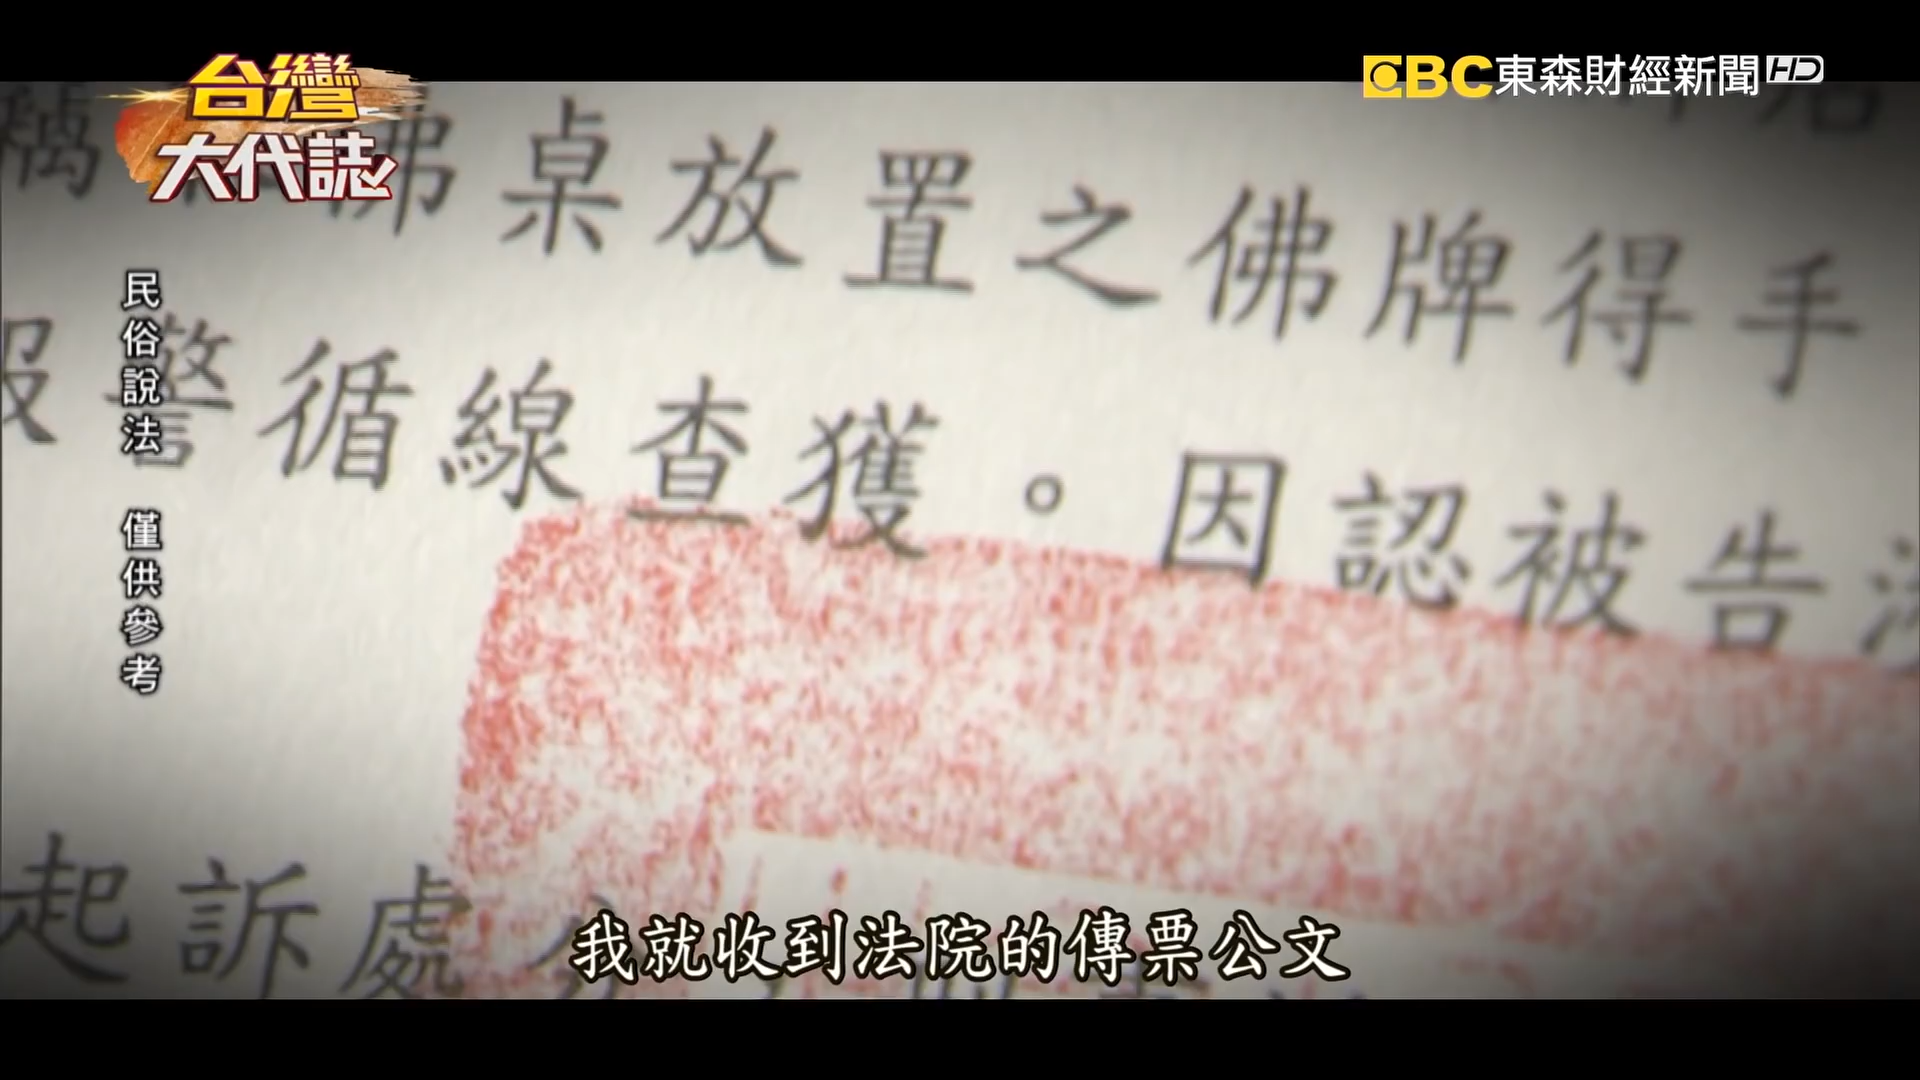 台灣
大代誌
EBC東森財經新聞HD
民俗說法 僅供參考
佛桌放置之佛牌得手
報警循線查獲。因認被告
起訴處
我就收到法院的傳票公文